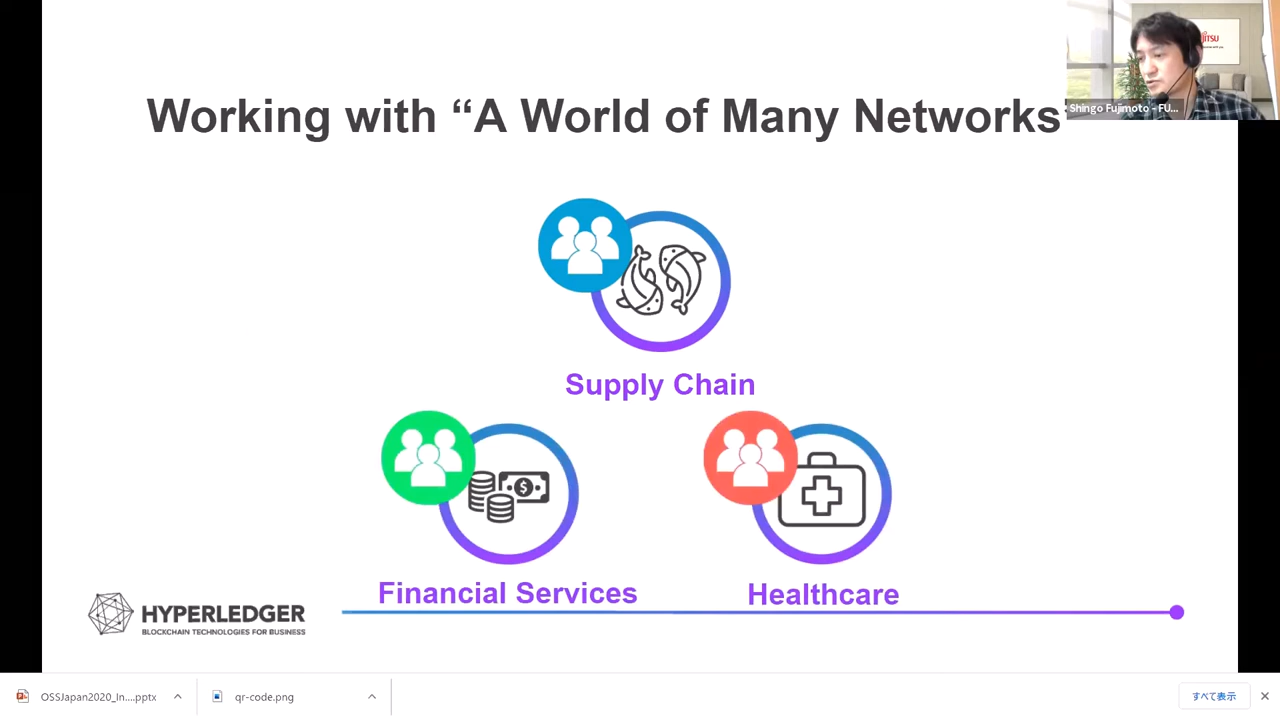 Working with “A World of Many Networks
JITSU
Shingo Fujimoto - FU...
Supply Chain
Financial Services
Healthcare
HYPERLEDGER
BLOCKCHAIN TECHNOLOGIES FOR BUSINESS
OSSJapan2020_In....pptx
qr-code.png
すべて表示